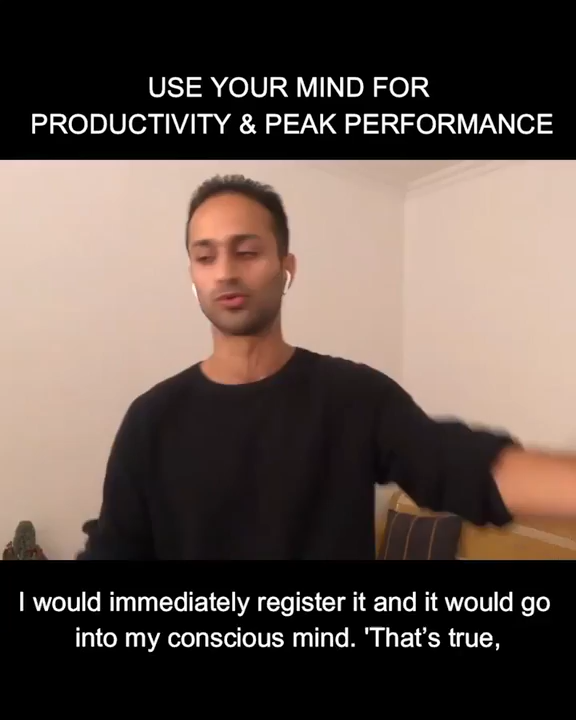 USE YOUR MIND FOR
PRODUCTIVITY & PEAK PERFORMANCE
I would immediately register it and it would go
into my conscious mind. 'That’s true,